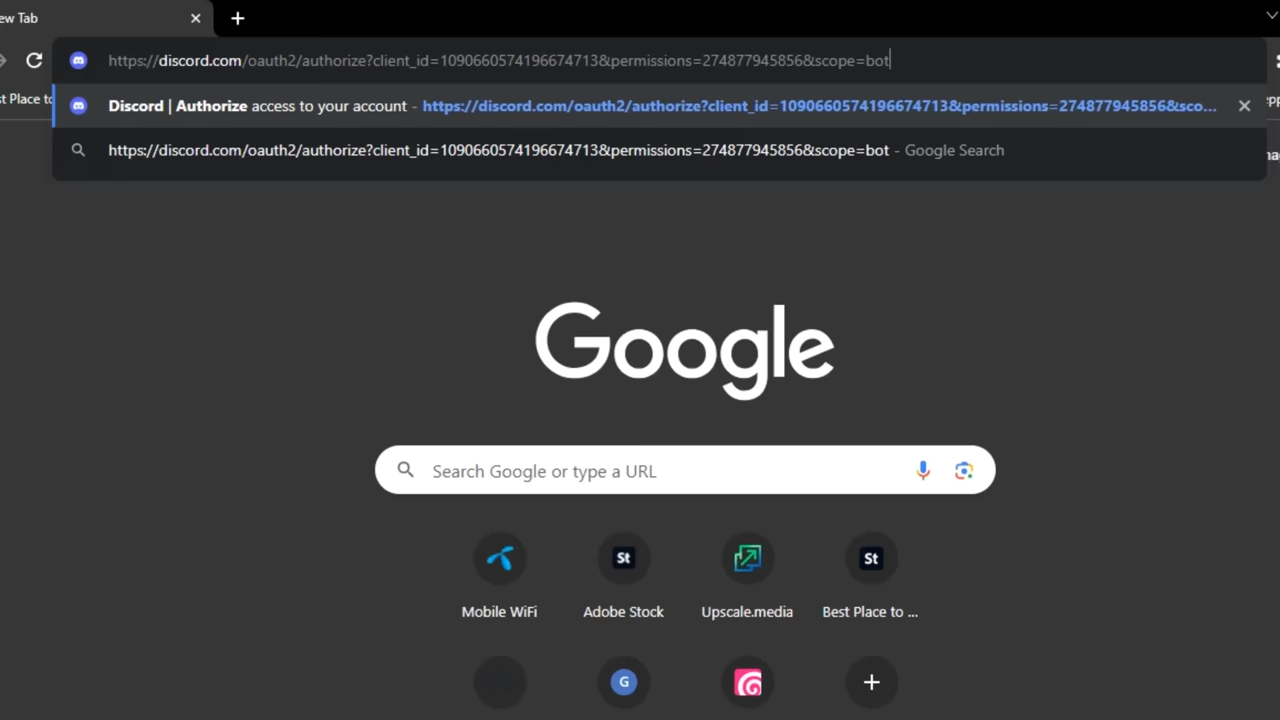 ew Tab
https://discord.com/oauth2/authorize?client_id=1090660574196674713&permissions=274877945856&scope=bot
st Place to
Discord | Authorize access to your account - https://discord.com/oauth2/authorize?client_id=1090660574196674713&permissions=274877945856&sco...
https://discord.com/oauth2/authorize?client_id=1090660574196674713&permissions=274877945856&scope=bot - Google Search
Google
Search Google or type a URL
St
St
Mobile WiFi
Adobe Stock
Upscale.media
Best Place to ...
G